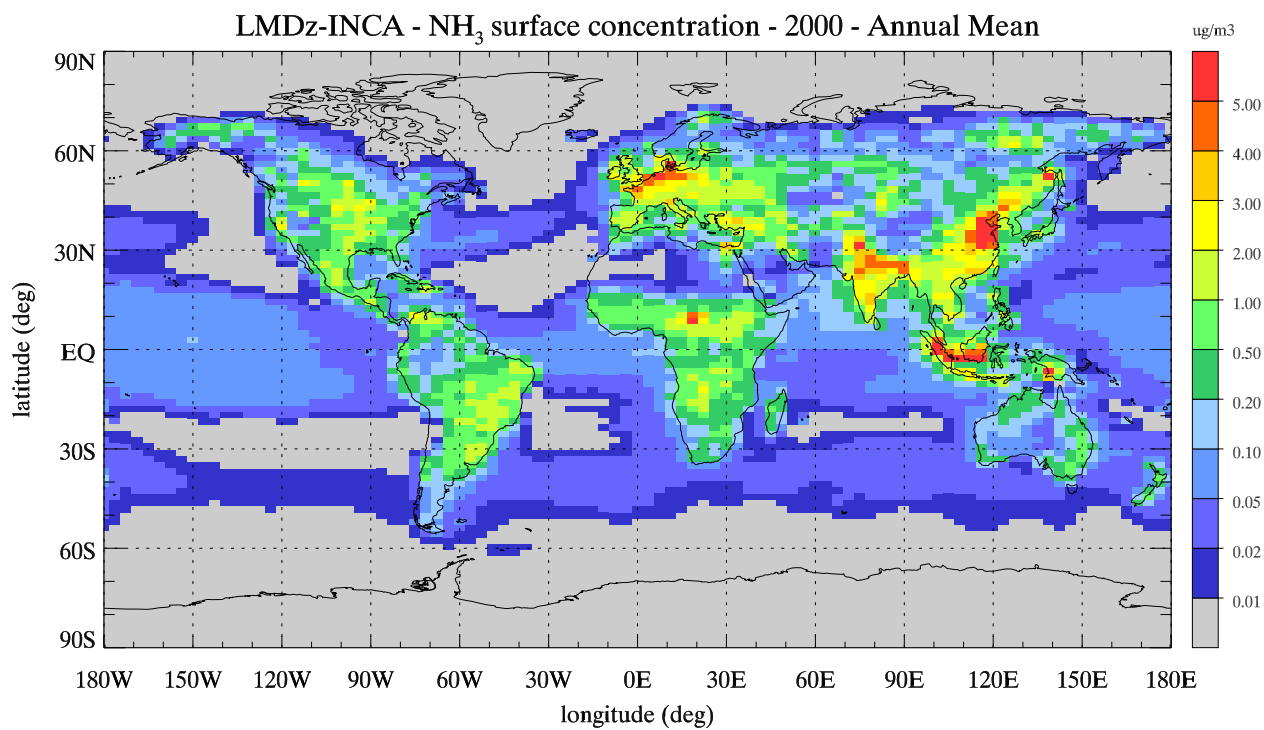 LMDz-INCA - NH3 surface concentration - 2000 - Annual Mean
ug/m3
90N
60N
30N
EQ
30S
60S
90S
latitude (deg)
180W 150W 120W 90W 60W 30W 0E 30E 60E 90E 120E 150E 180E
longitude (deg)
5.00
4.00
3.00
2.00
1.00
0.50
0.20
0.10
0.05
0.02
0.01